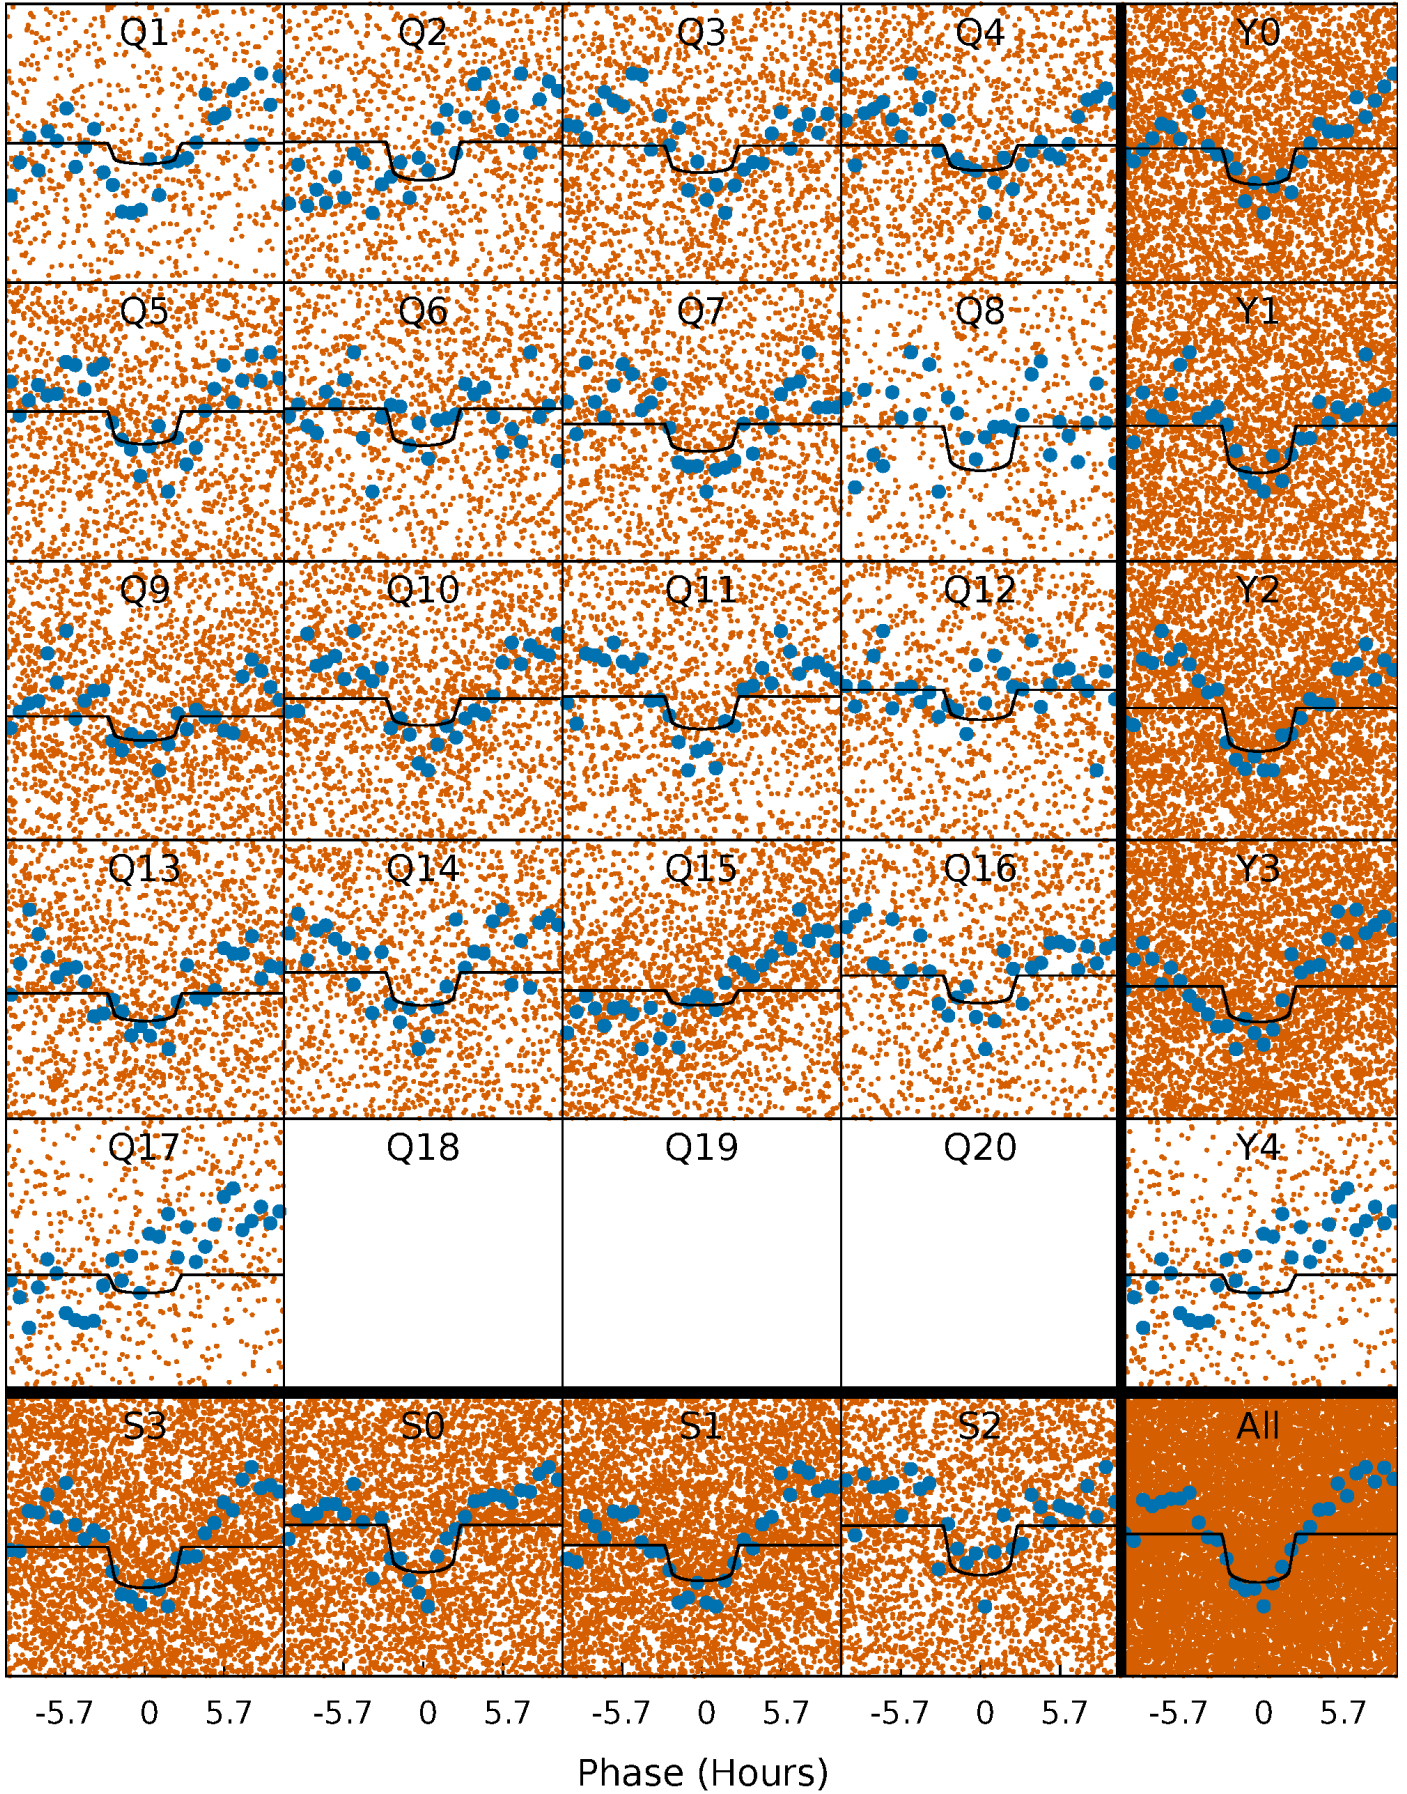 Q1 Q2 Q3 Q4 Y0
Q5 Q6 Q7 Q8 Y1
Q9 Q10 Q11 Q12 Y2
Q13 Q14 Q15 Q16 Y3
Q17 Q18 Q19 Q20 Y4
S3 S0 S1 S2 All
-5.7 0 5.7 -5.7 0 5.7 -5.7 0 5.7 -5.7 0 5.7 -5.7 0 5.7
Phase (Hours)